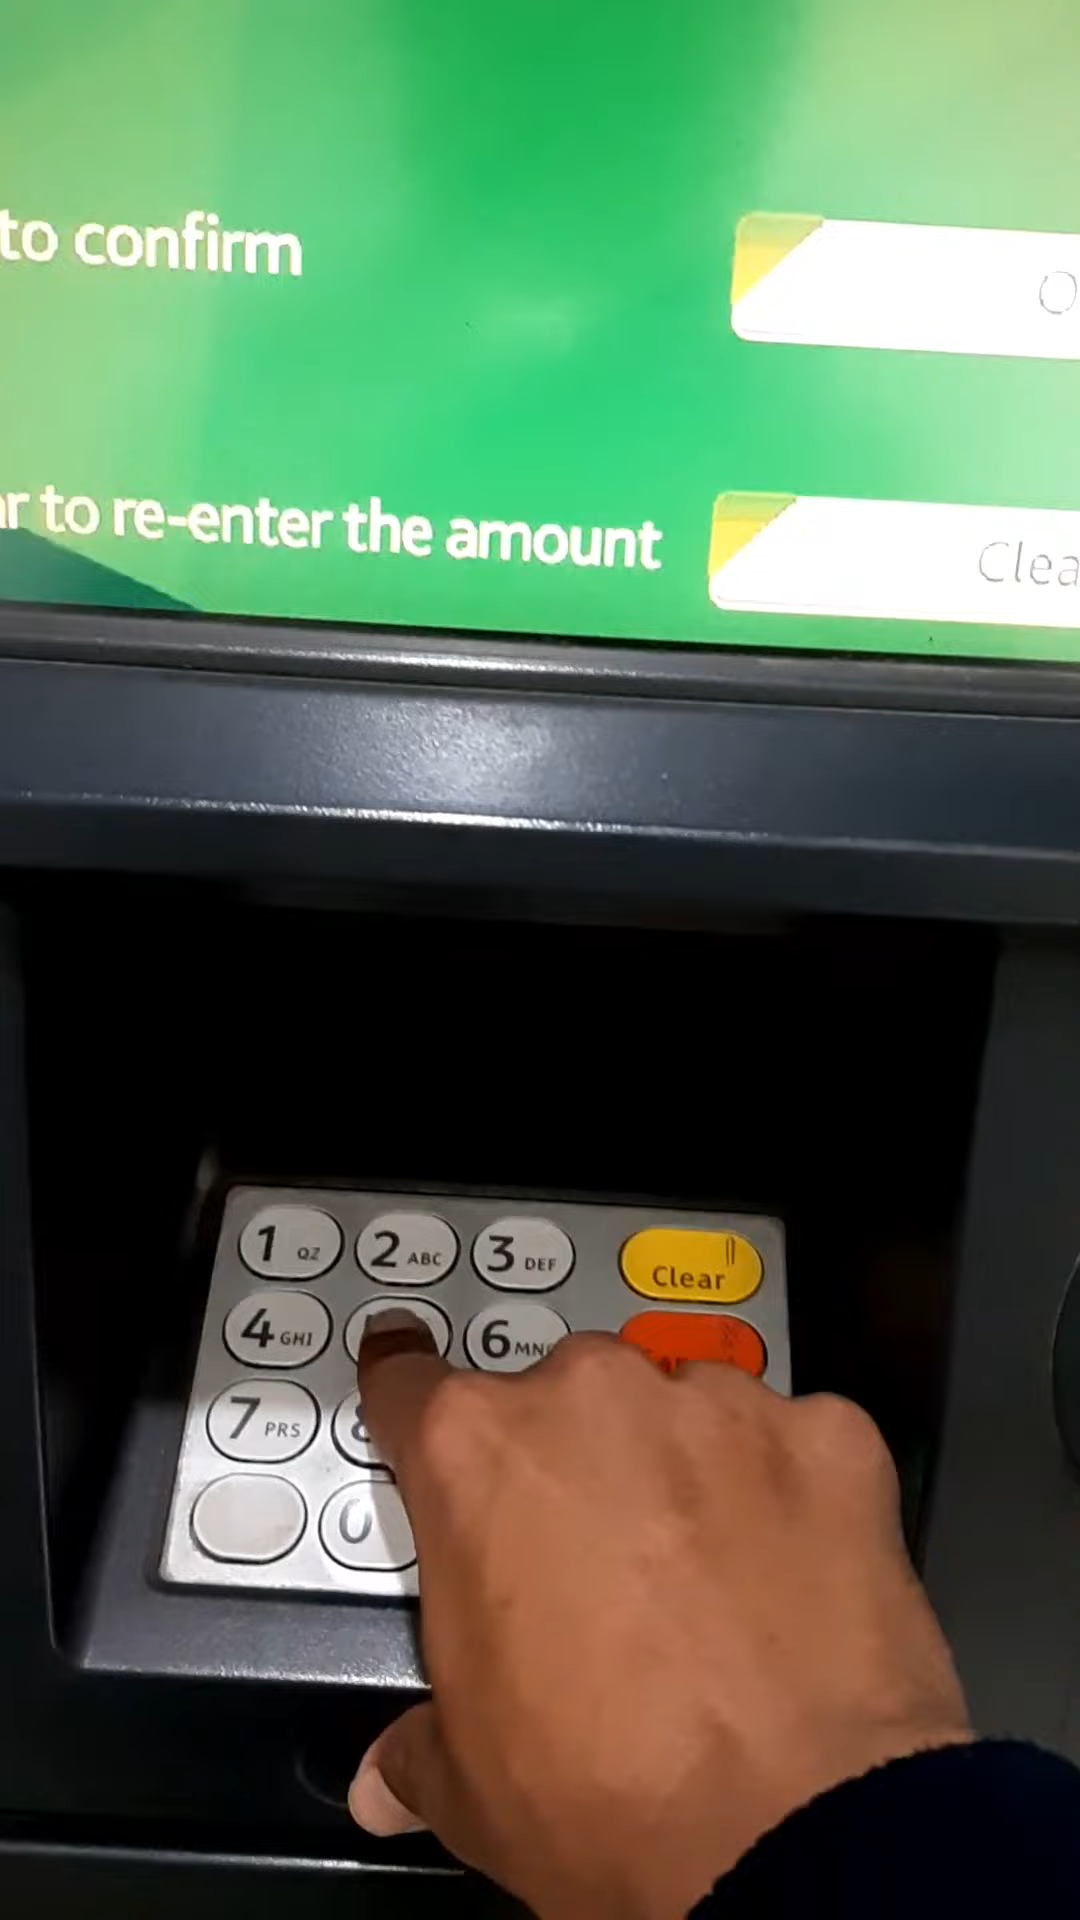 to confirm
O
r to re-enter the amount
Clea
1 QZ
2 ABC
3 DEF
Clear
4 GHI
6 MN
7 PRS
8
0